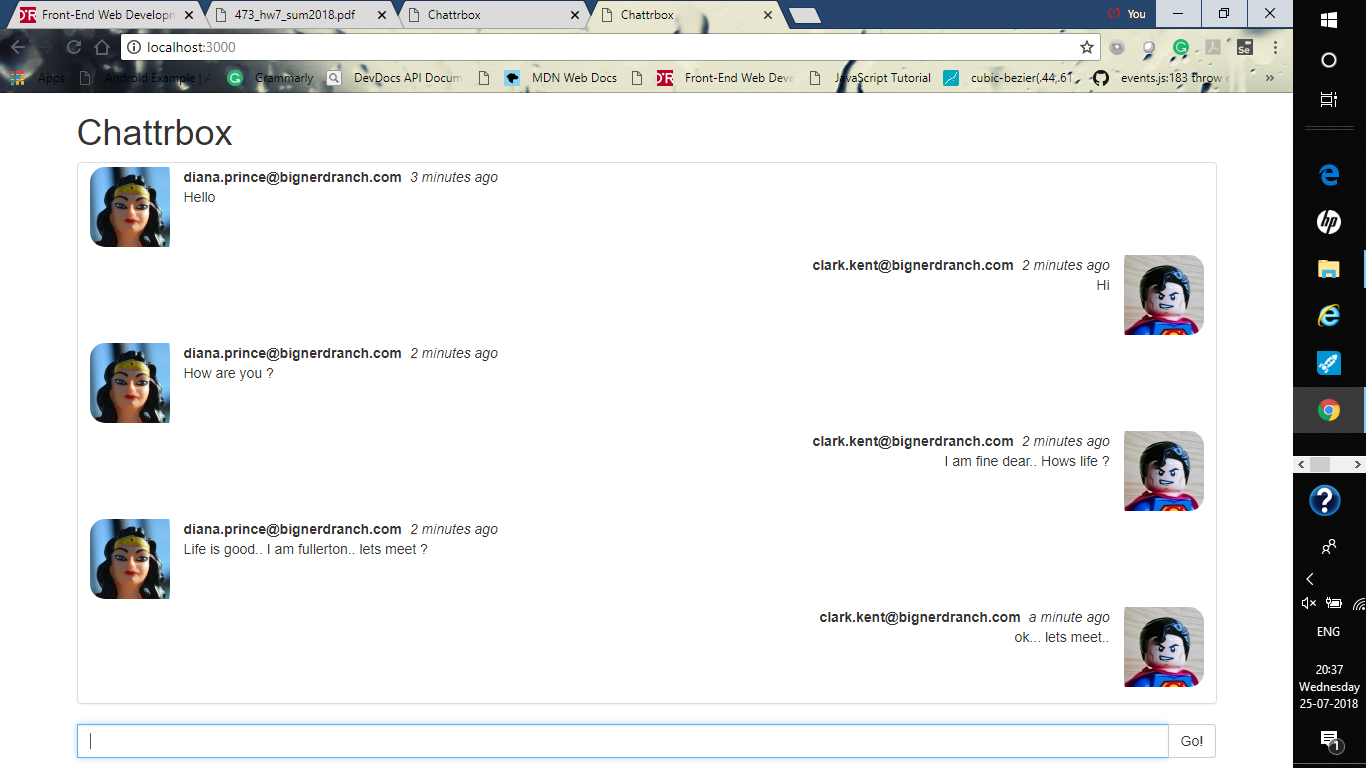 Front-End Web Developm
473_hw7_sum2018.pdf
Chattrbox
Chattrbox
You
localhost:3000
Se
Apps
Android Example | A
Grammarly
DevDocs API Docum
MDN Web Docs
Front-End Web Deve
JavaScript Tutorial
cubic-bezier(.44,.61
events.js:183 throw e
»
Chattrbox
diana.prince@bignerdranch.com 3 minutes ago
Hello
clark.kent@bignerdranch.com 2 minutes ago
Hi
diana.prince@bignerdranch.com 2 minutes ago
How are you ?
clark.kent@bignerdranch.com 2 minutes ago
I am fine dear.. Hows life ?
diana.prince@bignerdranch.com 2 minutes ago
Life is good.. I am fullerton.. lets meet ?
clark.kent@bignerdranch.com a minute ago
ok... lets meet..
Go!
hp
ENG
20:37
Wednesday
25-07-2018
1